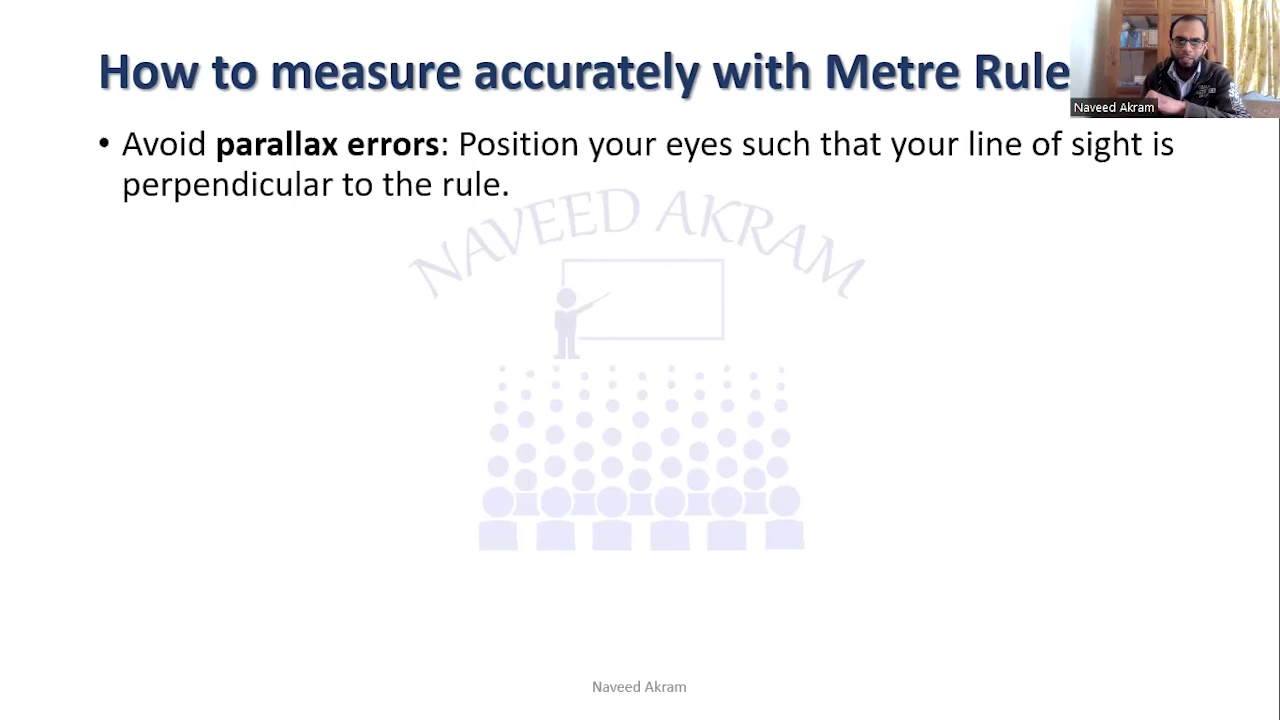 How to measure accurately with Metre Rule
Naveed Akram
• Avoid parallax errors: Position your eyes such that your line of sight is
perpendicular to the rule.
NAVEED AKRAM
Naveed Akram